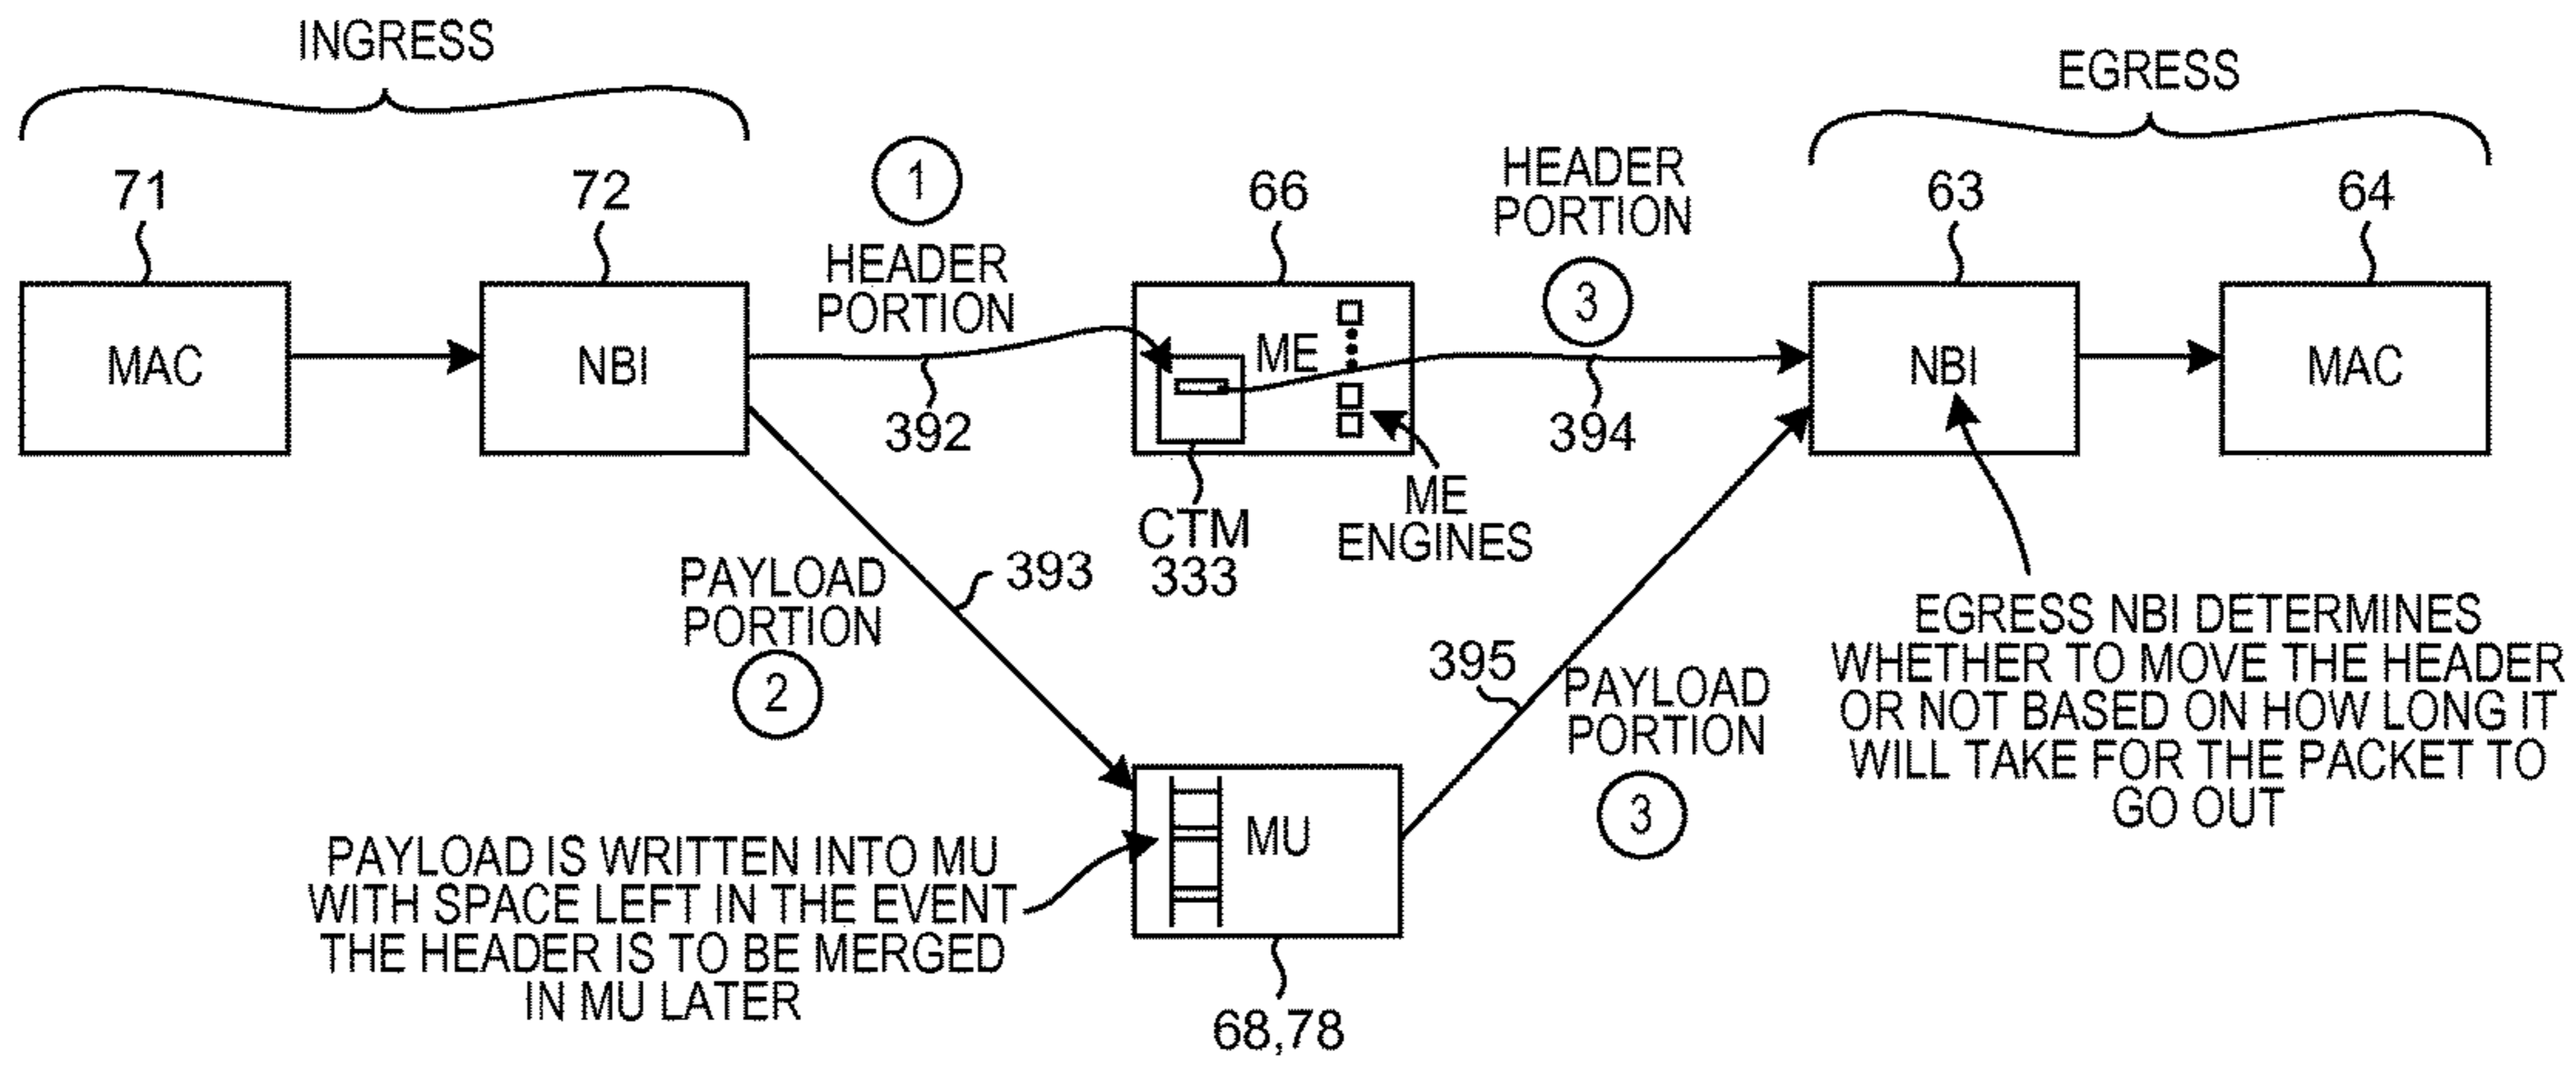 INGRESS
EGRESS
71
72
1
HEADER
PORTION
392
66
HEADER
PORTION
3
394
63
64
MAC
NBI
ME
NBI
MAC
CTM
333
ME
ENGINES
PAYLOAD
PORTION
2
393
395
PAYLOAD
PORTION
3
EGRESS NBI DETERMINES
WHETHER TO MOVE THE HEADER
OR NOT BASED ON HOW LONG IT
WILL TAKE FOR THE PACKET TO
GO OUT
PAYLOAD IS WRITTEN INTO MU
WITH SPACE LEFT IN THE EVENT
THE HEADER IS TO BE MERGED
IN MU LATER
MU
68,78